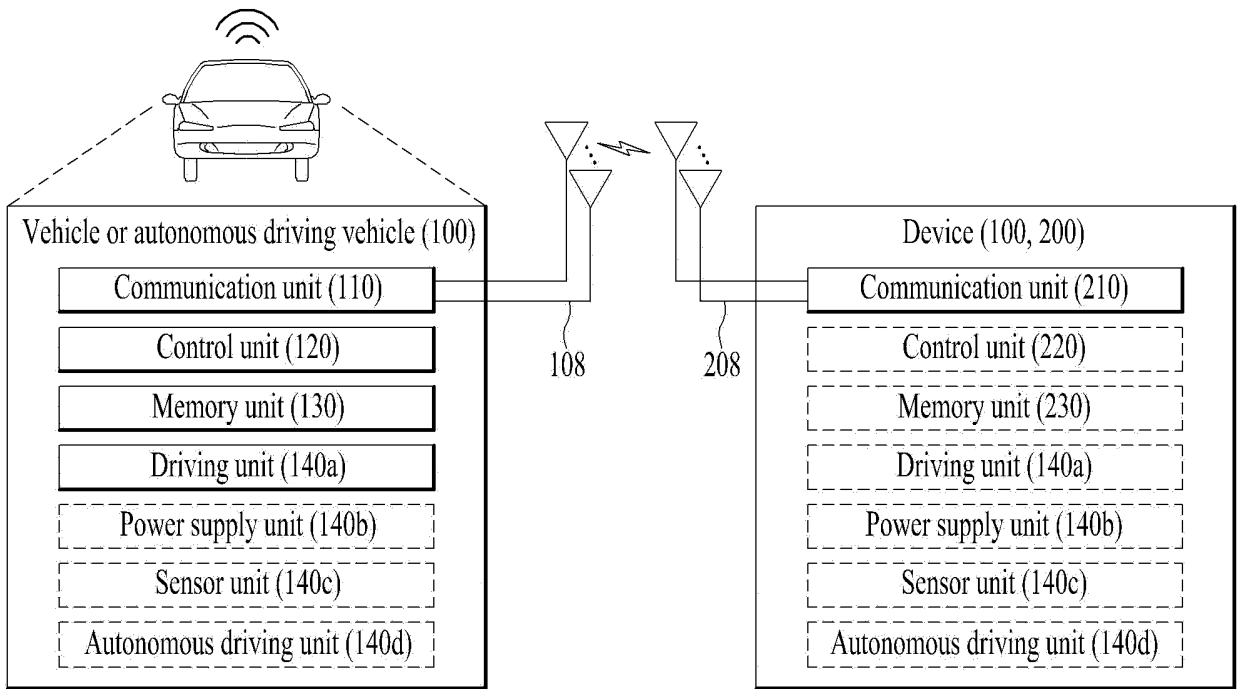 Vehicle or autonomous driving vehicle (100)
Communication unit (110)
Control unit (120)
Memory unit (130)
Driving unit (140a)
Power supply unit (140b)
Sensor unit (140c)
Autonomous driving unit (140d)
108
208
Device (100, 200)
Communication unit (210)
Control unit (220)
Memory unit (230)
Driving unit (140a)
Power supply unit (140b)
Sensor unit (140c)
Autonomous driving unit (140d)